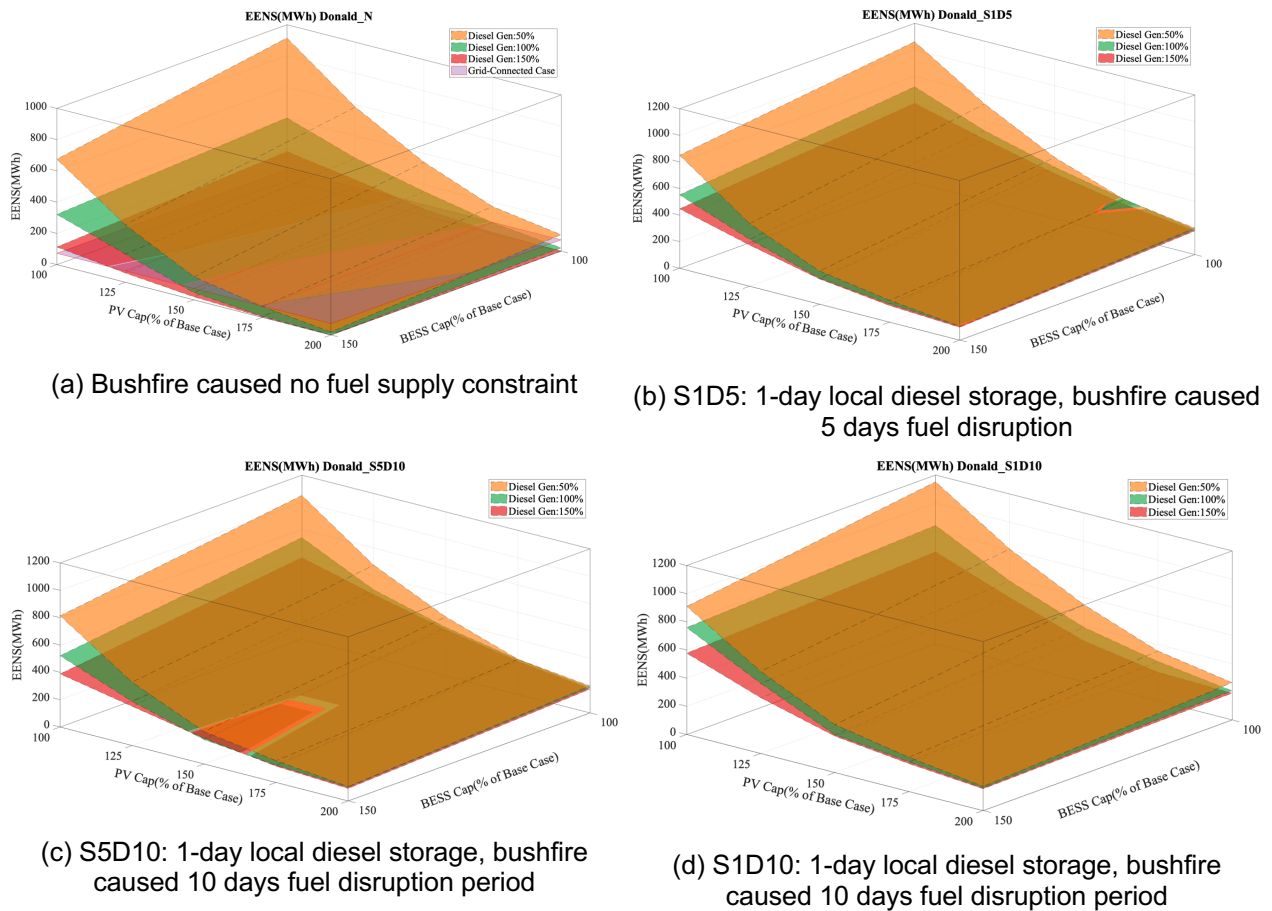 EENS(MWh) Donald_N
Diesel Gen:50%
Diesel Gen:100%
Diesel Gen:150%
Grid-Connected Case
1000
800
600
400
200
0
EENS(MWh)
100
125
150
175
200
PV Cap(% of Base Case)
150
100
BESS Cap(% of Base Case)
(a) Bushfire caused no fuel supply constraint
EENS(MWh) Donald_S1D5
Diesel Gen:50%
Diesel Gen:100%
Diesel Gen:150%
1200
1000
800
600
400
200
0
EENS(MWh)
100
125
150
175
200
PV Cap(% of Base Case)
150
100
BESS Cap(% of Base Case)
(b) S1D5: 1-day local diesel storage, bushfire caused
5 days fuel disruption
EENS(MWh) Donald_S5D10
Diesel Gen:50%
Diesel Gen:100%
Diesel Gen:150%
1200
1000
800
600
400
200
0
EENS(MWh)
100
125
150
175
200
PV Cap(% of Base Case)
150
100
BESS Cap(% of Base Case)
(c) S5D10: 1-day local diesel storage, bushfire
caused 10 days fuel disruption period
EENS(MWh) Donald_S1D10
Diesel Gen:50%
Diesel Gen:100%
Diesel Gen:150%
1200
1000
800
600
400
200
0
EENS(MWh)
100
125
150
175
200
PV Cap(% of Base Case)
150
100
BESS Cap(% of Base Case)
(d) S1D10: 1-day local diesel storage, bushfire
caused 10 days fuel disruption period